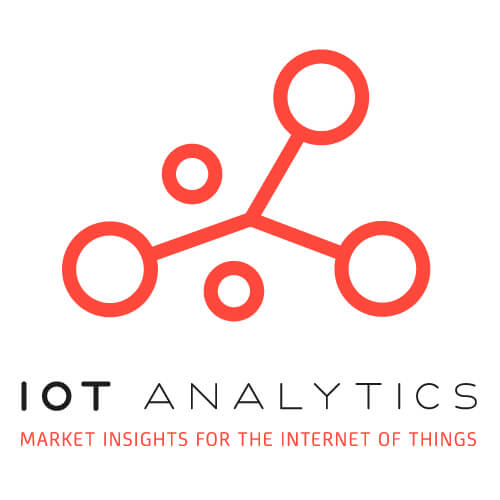 IOT ANALYTICS
MARKET INSIGHTS FOR THE INTERNET OF THINGS